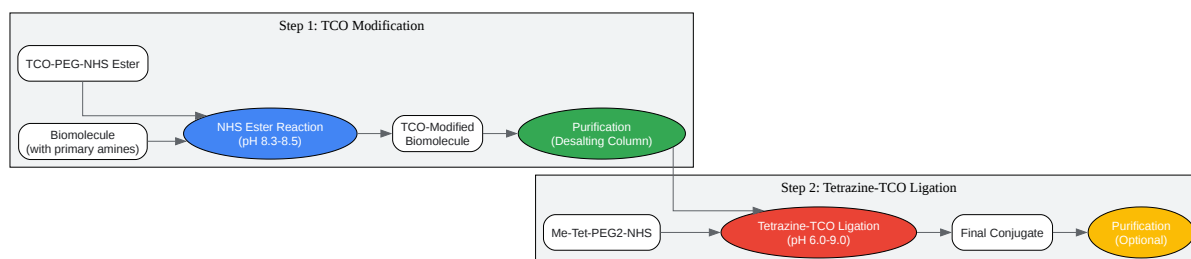 Step 1: TCO Modification
TCO-PEG-NHS Ester
Biomolecule
(with primary amines)
NHS Ester Reaction
(pH 8.3-8.5)
TCO-Modified
Biomolecule
Purification
(Desalting Column)
Step 2: Tetrazine-TCO Ligation
Me-Tet-PEG2-NHS
Tetrazine-TCO Ligation
(pH 6.0-9.0)
Final Conjugate
Purification
(Optional)